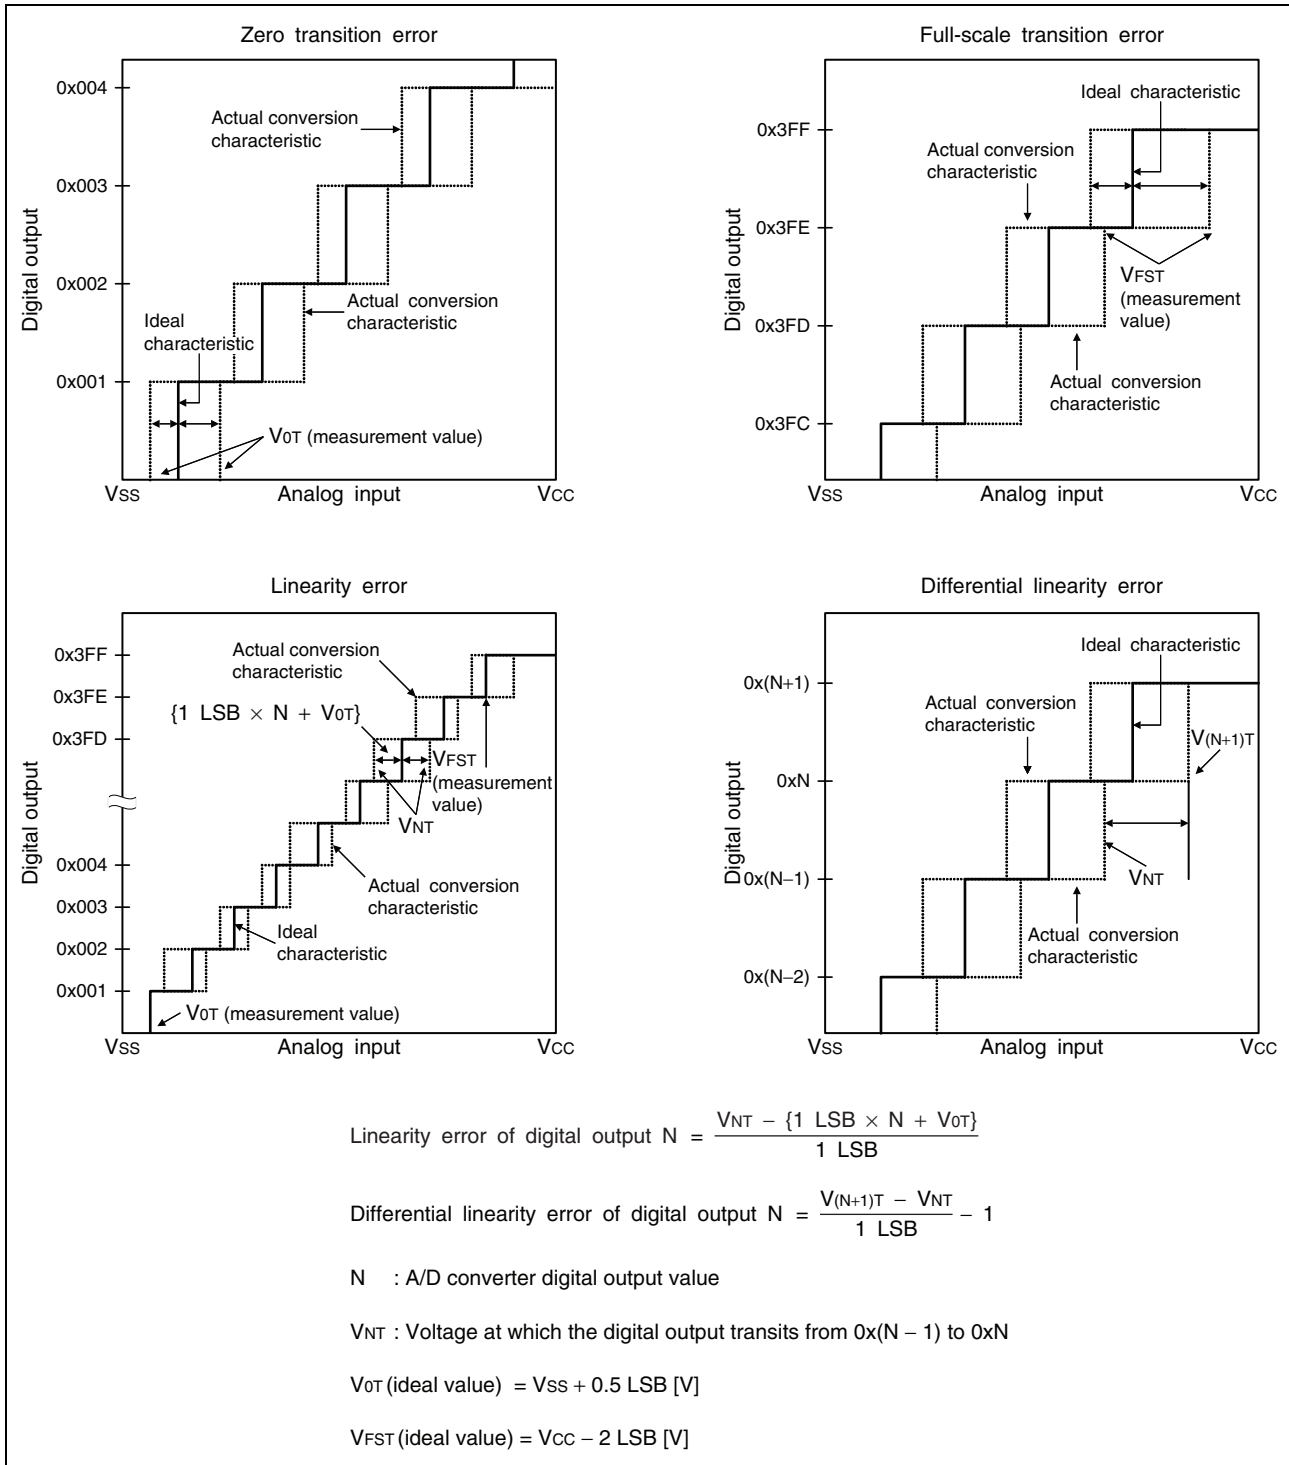 Zero transition error
0x004
0x003
0x002
0x001
Digital output
Actual conversion
characteristic
Actual conversion
characteristic
Ideal
characteristic
V0T (measurement value)
VSS
Analog input
VCC
Full-scale transition error
0x3FF
0x3FE
0x3FD
0x3FC
Digital output
Ideal characteristic
Actual conversion
characteristic
VFST
(measurement
value)
Actual conversion
characteristic
VSS
Analog input
VCC
Linearity error
0x3FF
0x3FE
0x3FD
0x004
0x003
0x002
0x001
Digital output
Actual conversion
characteristic
{1 LSB × N + V0T}
VFST
(measurement
value)
VNT
Actual conversion
characteristic
Ideal
characteristic
V0T (measurement value)
VSS
Analog input
VCC
Differential linearity error
0x(N+1)
0xN
0x(N−1)
0x(N−2)
Digital output
Ideal characteristic
Actual conversion
characteristic
V(N+1)T
VNT
Actual conversion
characteristic
VSS
Analog input
VCC
Linearity error of digital output N = VNT − {1 LSB × N + V0T} / 1 LSB
Differential linearity error of digital output N = V(N+1)T − VNT / 1 LSB − 1
N : A/D converter digital output value
VNT : Voltage at which the digital output transits from 0x(N − 1) to 0xN
V0T (ideal value) = VSS + 0.5 LSB [V]
VFST (ideal value) = VCC − 2 LSB [V]